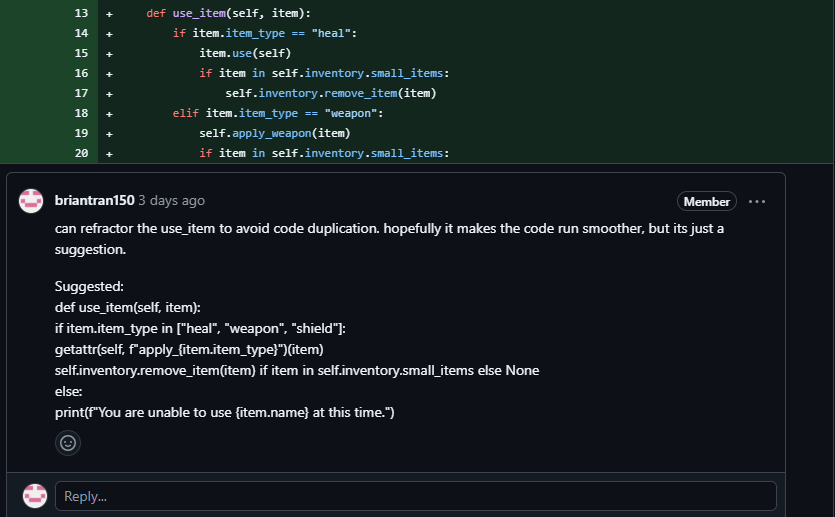 13 + def use_item(self, item):
14 + if item.item_type == "heal":
15 + item.use(self)
16 + if item in self.inventory.small_items:
17 + self.inventory.remove_item(item)
18 + elif item.item_type == "weapon":
19 + self.apply_weapon(item)
20 + if item in self.inventory.small_items:
briantran150 3 days ago Member ...
can refractor the use_item to avoid code duplication. hopefully it makes the code run smoother, but its just a
suggestion.
Suggested:
def use_item(self, item):
if item.item_type in ["heal", "weapon", "shield"]:
getattr(self, f"apply_{item.item_type}")(item)
self.inventory.remove_item(item) if item in self.inventory.small_items else None
else:
print(f"You are unable to use {item.name} at this time.")
Reply...